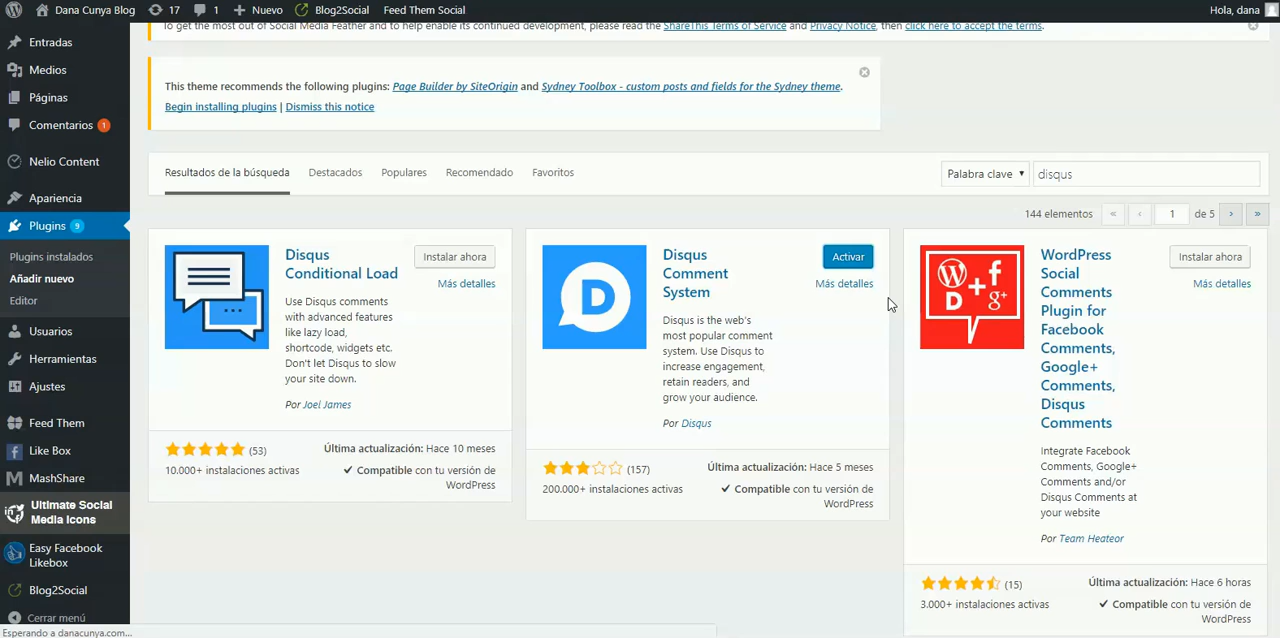 Dana Cunya Blog 17 1 Nuevo Blog2Social Feed Them Social Hola, dana
To get the most out of Social Media Feather and to help enable its continued development, please read the ShareThis Terms of Service and Privacy Notice, then click here to accept the terms.
Entradas
Medios
Páginas
Comentarios 1
Nelio Content
Apariencia
Plugins 9
Plugins instalados
Añadir nuevo
Editor
Usuarios
Herramientas
Ajustes
Feed Them
Like Box
MashShare
Ultimate Social
Media Icons
Easy Facebook
Likebox
Blog2Social
Cerrar menú
Esperando a danacunya.com...
This theme recommends the following plugins: Page Builder by SiteOrigin and Sydney Toolbox - custom posts and fields for the Sydney theme.
Begin installing plugins | Dismiss this notice
Resultados de la búsqueda Destacados Populares Recomendado Favoritos Palabra clave disqus
144 elementos « ‹ 1 de 5 › »
Disqus
Conditional Load
Instalar ahora
Más detalles
Use Disqus comments
with advanced features
like lazy load,
shortcode, widgets etc.
Don't let Disqus to slow
your site down.
Por Joel James
(53)
10.000+ instalaciones activas
Última actualización: Hace 10 meses
Compatible con tu versión de
WordPress
D
Disqus
Comment
System
Activar
Más detalles
Disqus is the web's
most popular comment
system. Use Disqus to
increase engagement,
retain readers, and
grow your audience.
Por Disqus
(157)
200.000+ instalaciones activas
Última actualización: Hace 5 meses
Compatible con tu versión de
WordPress
W f
+
D g+
WordPress
Social
Comments
Plugin for
Facebook
Comments,
Google+
Comments,
Disqus
Comments
Instalar ahora
Más detalles
Integrate Facebook
Comments, Google+
Comments and/or
Disqus Comments at
your website
Por Team Heateor
(15)
3.000+ instalaciones activas
Última actualización: Hace 6 horas
Compatible con tu versión de
WordPress